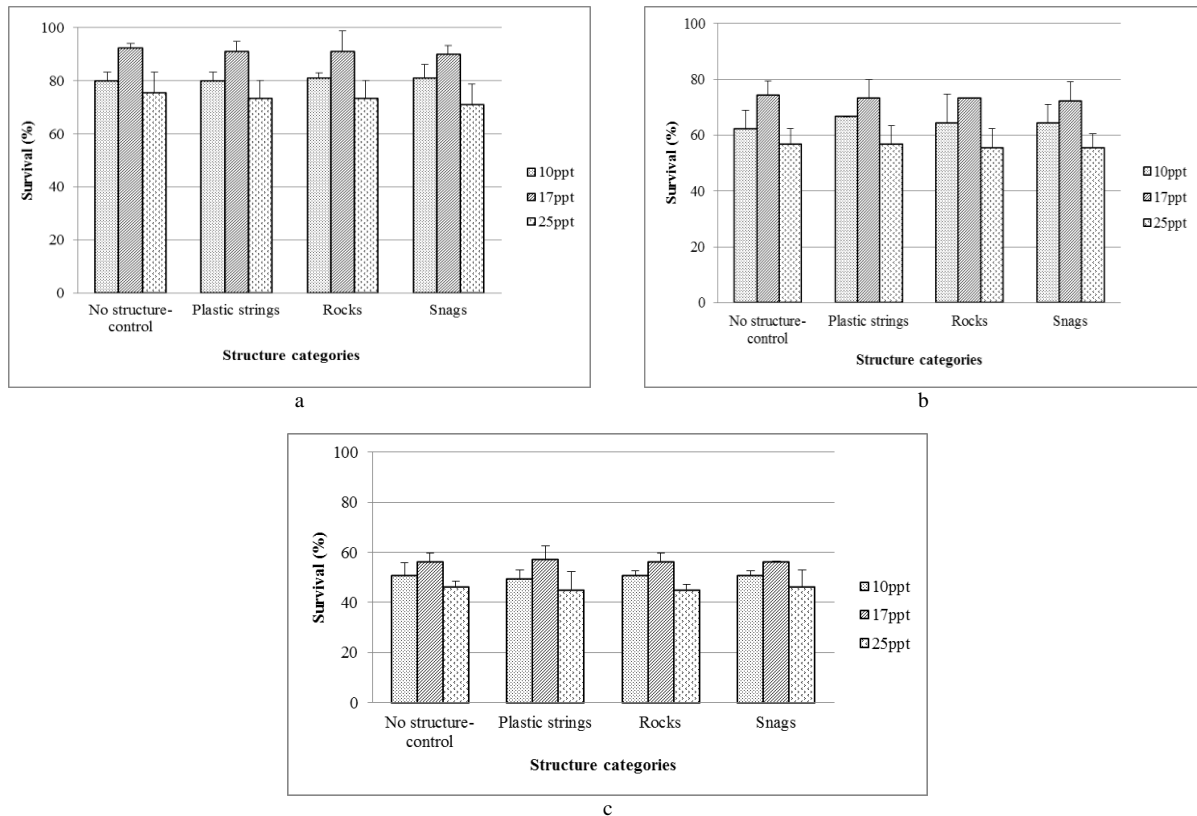 100
80
60
40
20
0
Survival (%)
No structure-
control
Plastic strings
Rocks
Snags
Structure categories
10ppt
17ppt
25ppt
a
100
80
60
40
20
0
Survival (%)
No structure-
control
Plastic strings
Rocks
Snags
Structure categories
10ppt
17ppt
25ppt
b
100
80
60
40
20
0
Survival (%)
No structure-
control
Plastic strings
Rocks
Snags
Structure categories
10ppt
17ppt
25ppt
c